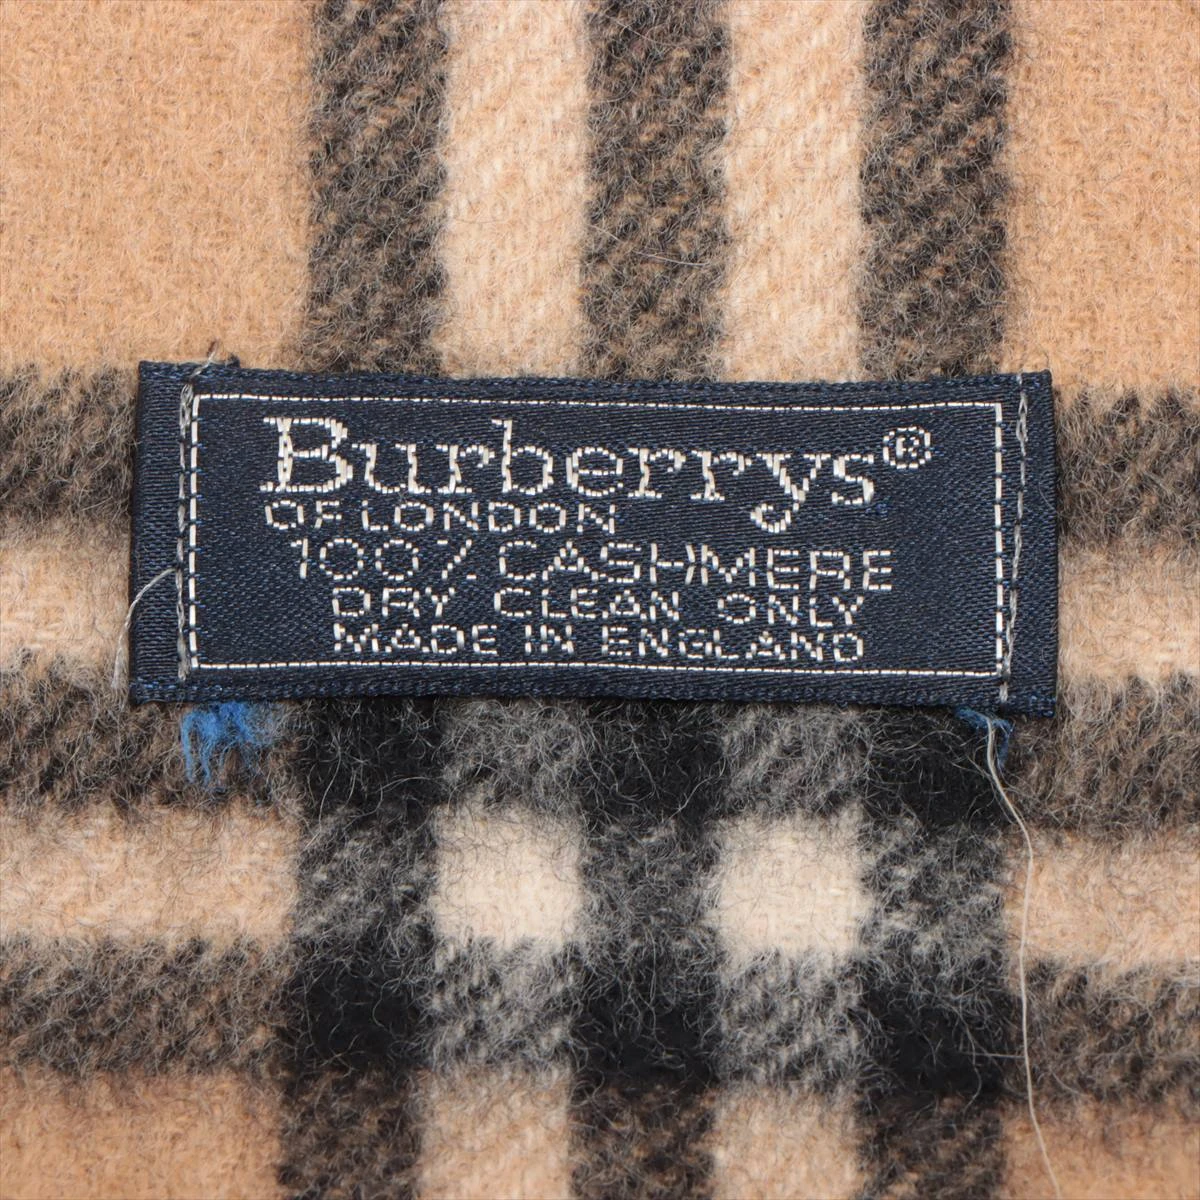 Burberrys®
OF LONDON
100% CASHMERE
DRY CLEAN ONLY
MADE IN ENGLAND